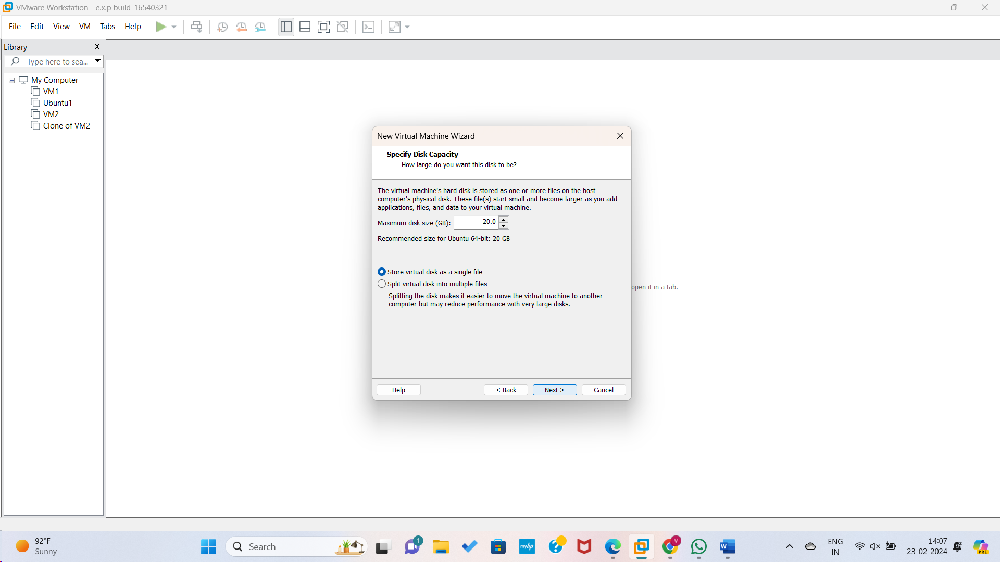 VMware Workstation - e.x.p build-16540321
File Edit View VM Tabs Help
Library
Type here to sea...
My Computer
VM1
Ubuntu1
VM2
Clone of VM2
New Virtual Machine Wizard
Specify Disk Capacity
How large do you want this disk to be?
The virtual machine's hard disk is stored as one or more files on the host
computer's physical disk. These file(s) start small and become larger as you add
applications, files, and data to your virtual machine.
Maximum disk size (GB): 20.0
Recommended size for Ubuntu 64-bit: 20 GB
Store virtual disk as a single file
Split virtual disk into multiple files
Splitting the disk makes it easier to move the virtual machine to another
computer but may reduce performance with very large disks.
open it in a tab.
Help < Back Next > Cancel
92°F
Sunny
Search
1
myhp
V
W
ENG
IN
14:07
23-02-2024
PRE